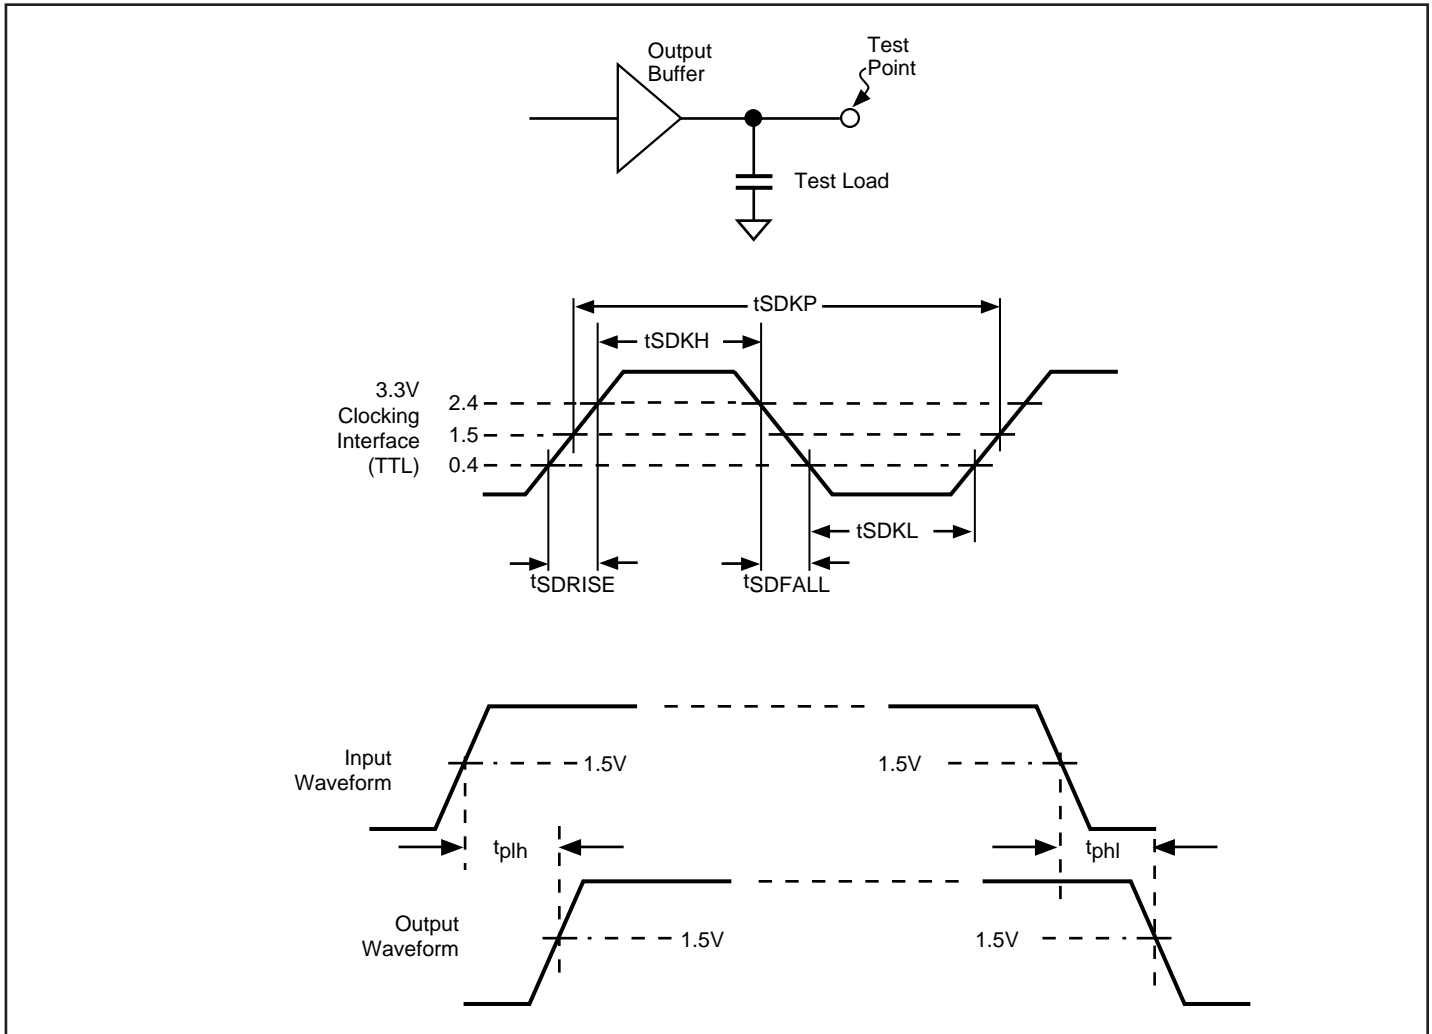 Output
Buffer
Test
Point
Test Load
tSDKP
tSDKH
3.3V
Clocking
Interface
(TTL)
2.4
1.5
0.4
tSDKL
tSDRISE
tSDFALL
Input
Waveform
1.5V
1.5V
tplh
tphl
Output
Waveform
1.5V
1.5V